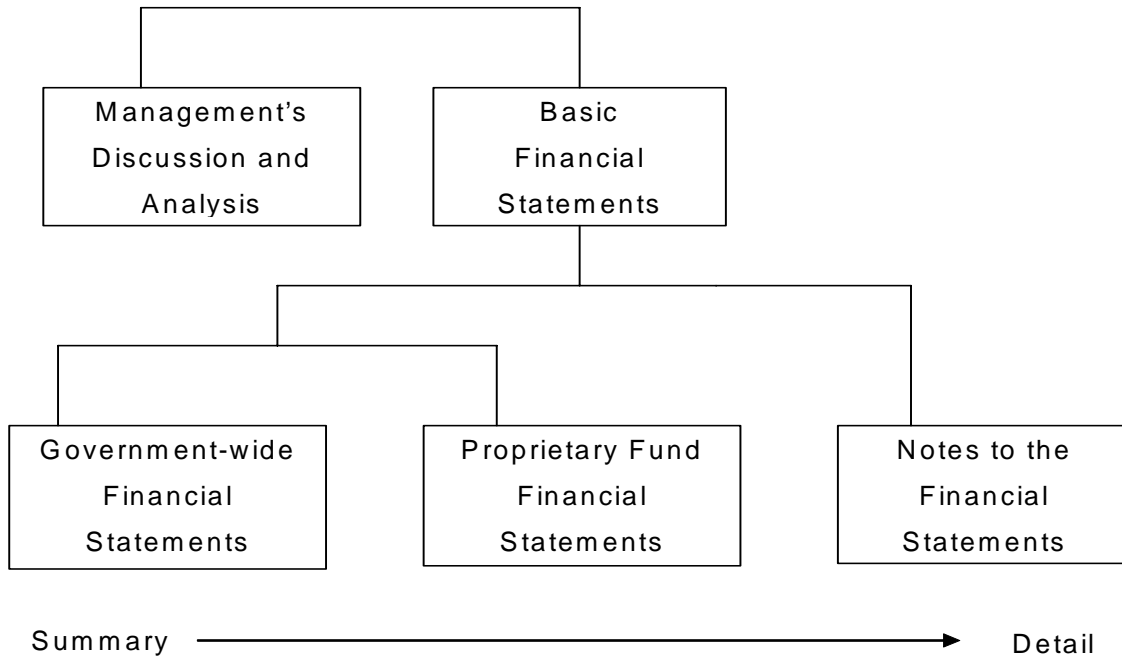 Management's
Discussion and
Analysis
Basic
Financial
Statements
Government-wide
Financial
Statements
Proprietary Fund
Financial
Statements
Notes to the
Financial
Statements
Summary
Detail